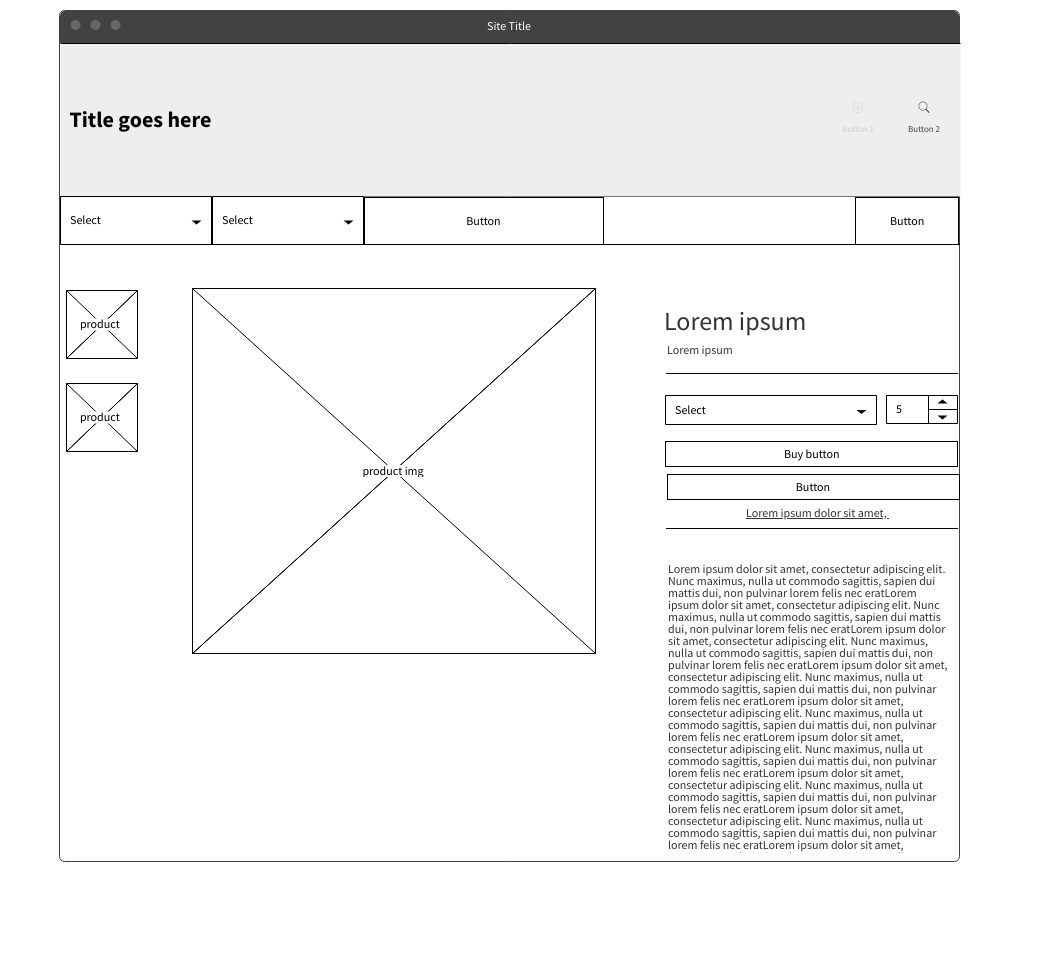 Site Title
Title goes here
Button 1
Button 2
Select
Select
Button
Button
product
product
product img
Lorem ipsum
Lorem ipsum
Select
5
Buy button
Button
Lorem ipsum dolor sit amet,
Lorem ipsum dolor sit amet, consectetur adipiscing elit.
Nunc maximus, nulla ut commodo sagittis, sapien dui
mattis dui, non pulvinar lorem felis nec eratLorem
ipsum dolor sit amet, consectetur adipiscing elit. Nunc
maximus, nulla ut commodo sagittis, sapien dui mattis
dui, non pulvinar lorem felis nec eratLorem ipsum dolor
sit amet, consectetur adipiscing elit. Nunc maximus,
nulla ut commodo sagittis, sapien dui mattis dui, non
pulvinar lorem felis nec eratLorem ipsum dolor sit amet,
consectetur adipiscing elit. Nunc maximus, nulla ut
commodo sagittis, sapien dui mattis dui, non pulvinar
lorem felis nec eratLorem ipsum dolor sit amet,
consectetur adipiscing elit. Nunc maximus, nulla ut
commodo sagittis, sapien dui mattis dui, non pulvinar
lorem felis nec eratLorem ipsum dolor sit amet,
consectetur adipiscing elit. Nunc maximus, nulla ut
commodo sagittis, sapien dui mattis dui, non pulvinar
lorem felis nec eratLorem ipsum dolor sit amet,
consectetur adipiscing elit. Nunc maximus, nulla ut
commodo sagittis, sapien dui mattis dui, non pulvinar
lorem felis nec eratLorem ipsum dolor sit amet,
consectetur adipiscing elit. Nunc maximus, nulla ut
commodo sagittis, sapien dui mattis dui, non pulvinar
lorem felis nec eratLorem ipsum dolor sit amet,